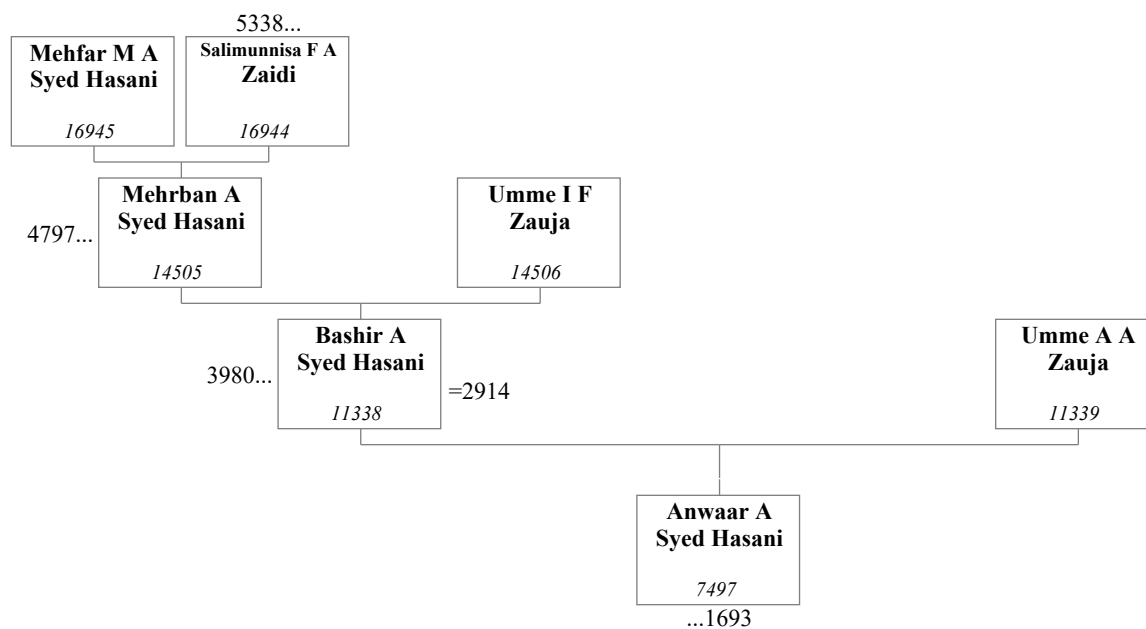 5338...
Mehfar M A
Syed Hasani
16945
Salimunnisa F A
Zaidi
16944
Mehrban A
Syed Hasani
14505
4797...
Umme I F
Zauja
14506
Bashir A
Syed Hasani
11338
3980...
=2914
Umme A A
Zauja
11339
Anwaar A
Syed Hasani
7497
...1693